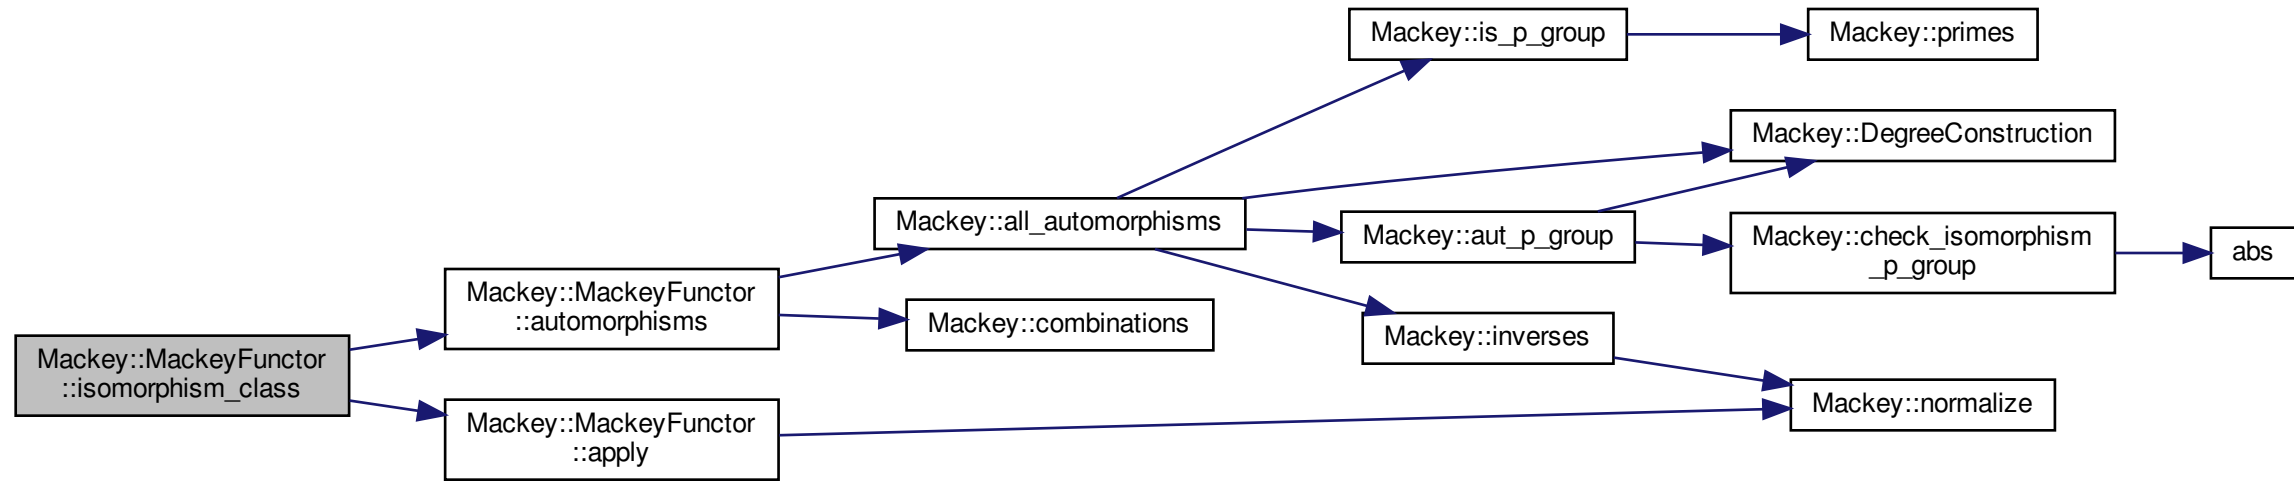 Mackey::is_p_group
Mackey::primes
Mackey::DegreeConstruction
Mackey::all_automorphisms
Mackey::aut_p_group
Mackey::check_isomorphism
_p_group
abs
Mackey::MackeyFunctor
::automorphisms
Mackey::combinations
Mackey::inverses
Mackey::MackeyFunctor
::isomorphism_class
Mackey::normalize
Mackey::MackeyFunctor
::apply